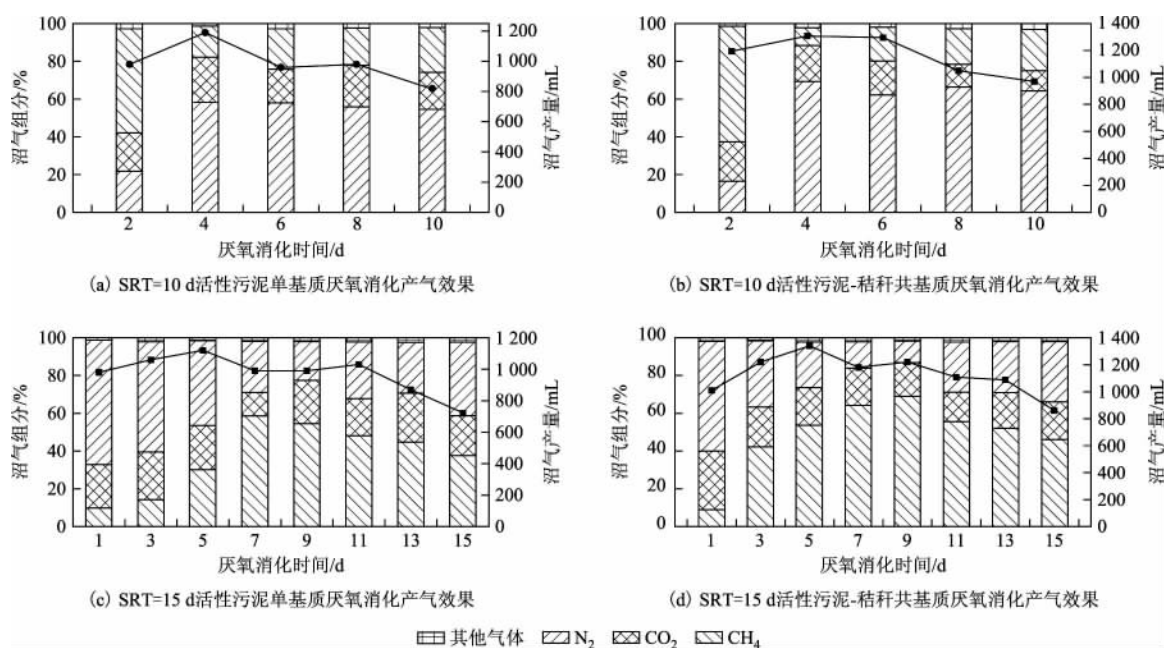 100
80
60
40
20
0
沼气组分/%
1 200
1 000
800
600
400
200
0
沼气产量/mL
2 4 6 8 10
厌氧消化时间/d
(a) SRT=10 d活性污泥单基质厌氧消化产气效果
100
80
60
40
20
0
沼气组分/%
1 400
1 200
1 000
800
600
400
200
0
沼气产量/mL
2 4 6 8 10
厌氧消化时间/d
(b) SRT=10 d活性污泥-秸秆共基质厌氧消化产气效果
100
80
60
40
20
0
沼气组分/%
1 200
1 000
800
600
400
200
0
沼气产量/mL
1 3 5 7 9 11 13 15
厌氧消化时间/d
(c) SRT=15 d活性污泥单基质厌氧消化产气效果
100
80
60
40
20
0
沼气组分/%
1 400
1 200
1 000
800
600
400
200
0
沼气产量/mL
1 3 5 7 9 11 13 15
厌氧消化时间/d
(d) SRT=15 d活性污泥-秸秆共基质厌氧消化产气效果
其他气体 N₂ CO₂ CH₄